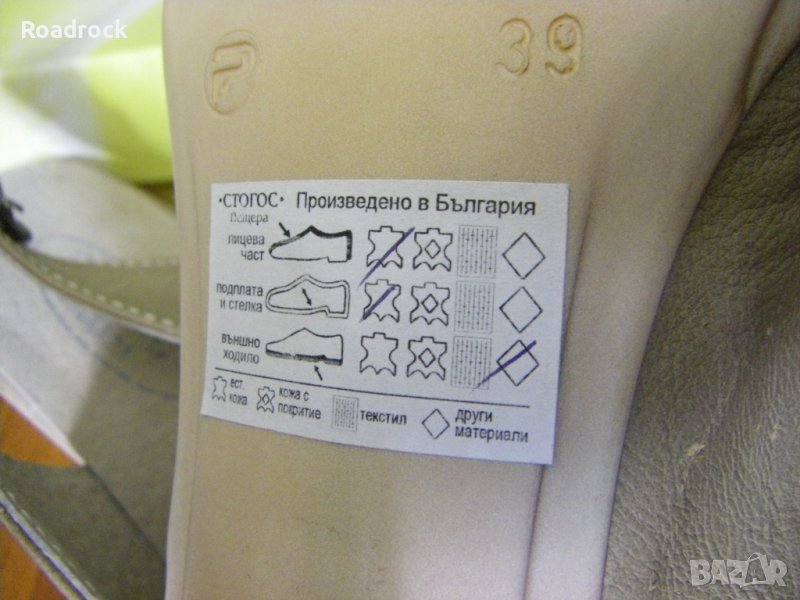 Roadrock
39
•СТОГОС• Произведено в България
Пещера
лицева
част
подплата
и стелка
външно
ходило
ест.
кожа
кожа с
покритие
текстил
други
материали
BAZAR